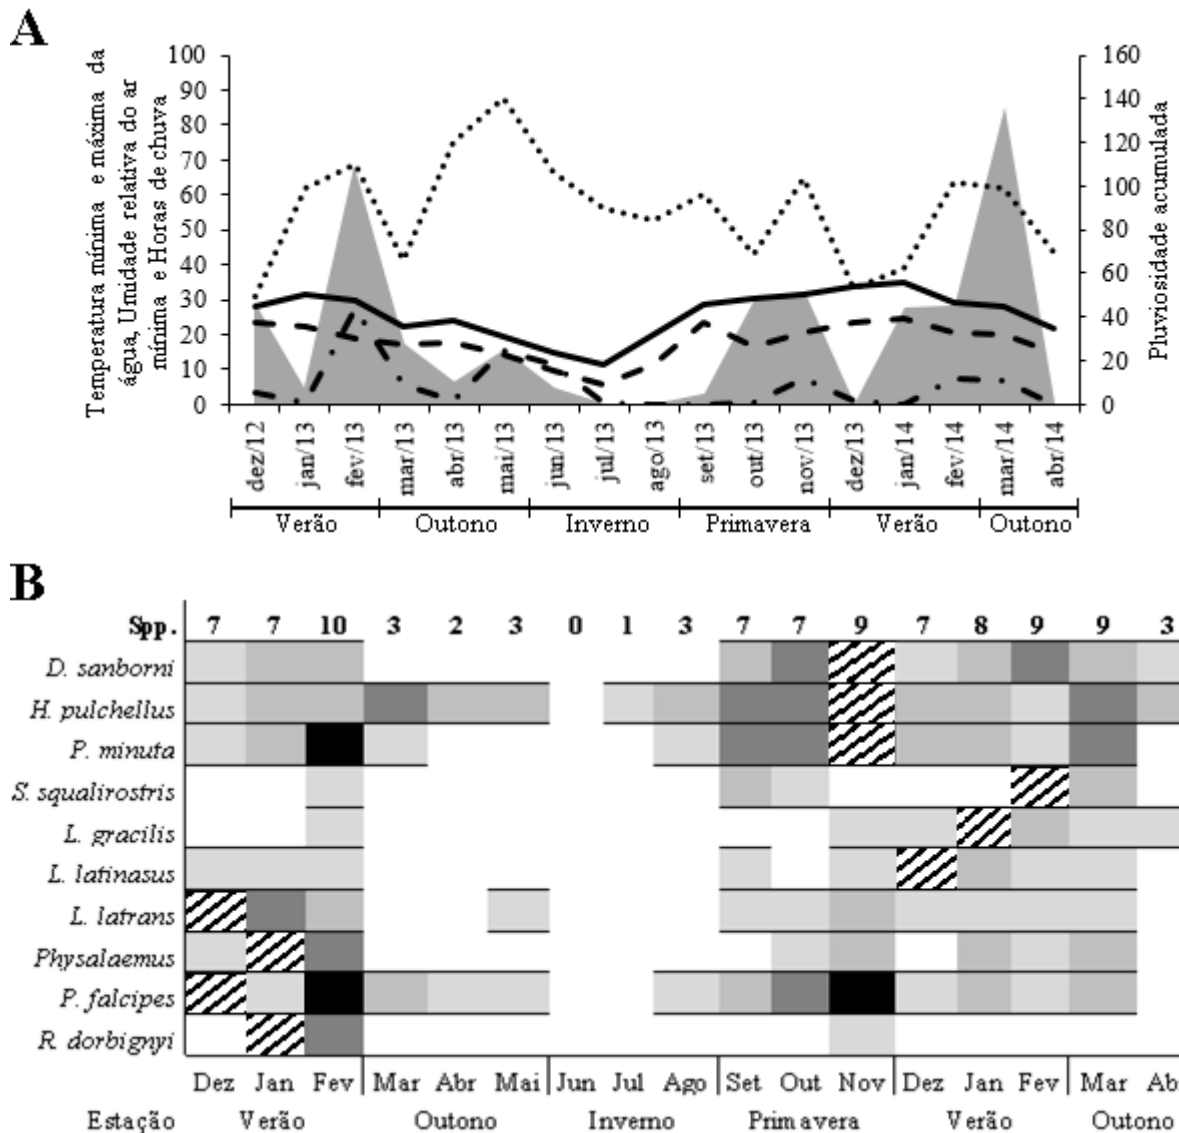 A
Temperatura mínima e máxima da
água, Umidade relativa do ar
mínima e Horas de chuva
100
90
80
70
60
50
40
30
20
10
0
160
140
120
100
80
60
40
20
0
Pluviosidade acumulada
dez/12 jan/13 fev/13 mar/13 abr/13 mai/13 jun/13 jul/13 ago/13 set/13 out/13 nov/13 dez/13 jan/14 fev/14 mar/14 abr/14
Verão Outono Inverno Primavera Verão Outono
B
Spp. 7 7 10 3 2 3 0 1 3 7 7 9 7 8 9 9 3
D. sanborni
H. pulchellus
P. minuta
S. squalirostris
L. gracilis
L. latinasus
L. latrans
Physalaemus
P. falcipes
R. dorbignyi
Dez Jan Fev Mar Abr Mai Jun Jul Ago Set Out Nov Dez Jan Fev Mar Ab
Estação Verão Outono Inverno Primavera Verão Outono